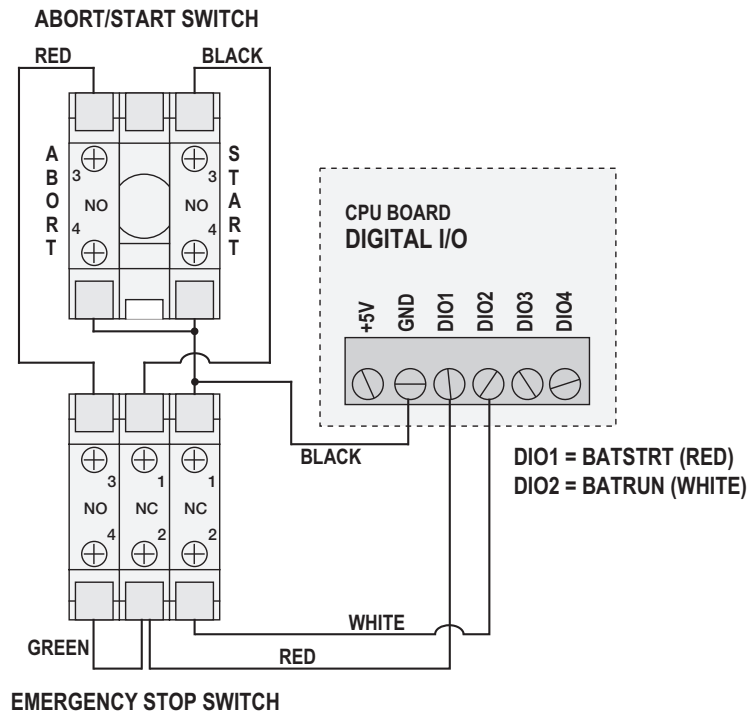 ABORT/START SWITCH
RED
BLACK
ABORT
3
NO
4
START
3
NO
4
CPU BOARD
DIGITAL I/O
+5V
GND
DIO1
DIO2
DIO3
DIO4
BLACK
DIO1 = BATSTRT (RED)
DIO2 = BATRUN (WHITE)
3
NO
4
1
NC
2
1
NC
2
WHITE
GREEN
RED
EMERGENCY STOP SWITCH